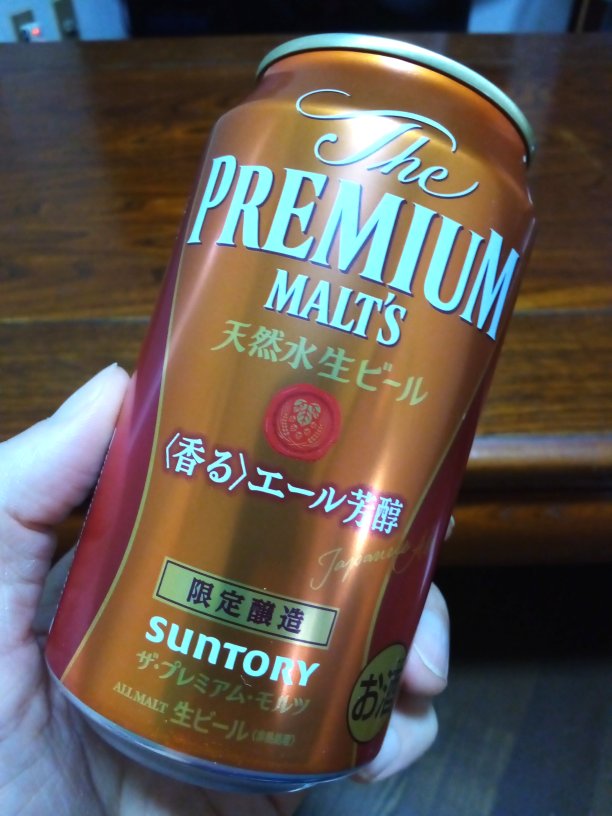 The
PREMIUM
MALT'S
天然水生ビール
〈香る〉エール芳醇
Japanese
限定醸造
SUNTORY
ザ・プレミアム・モルツ
ALL MALT 生ビール
お酒